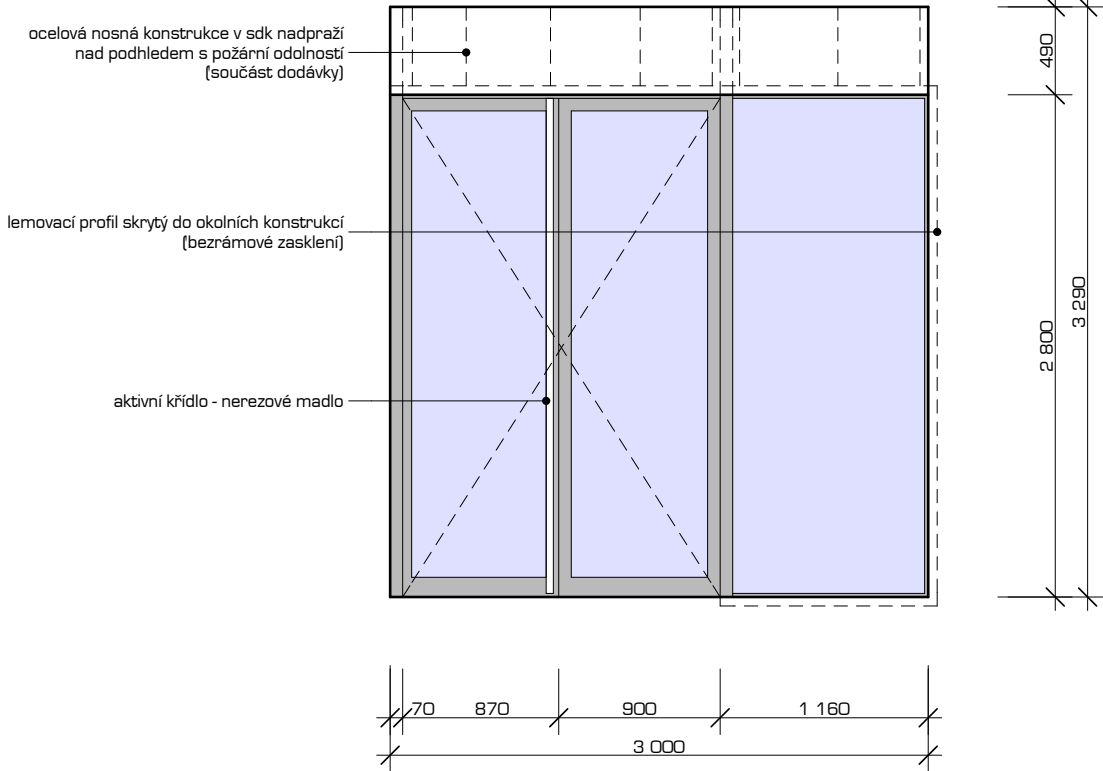 ocelová nosná konstrukce v sdk nadpraží
nad podhledem s požární odolností
(součást dodávky)
490
lemovací profil skrytý do okolních konstrukcí
(bezrámové zasklení)
2 800
3 290
aktivní křídlo - nerezové madlo
70
870
900
1 160
3 000